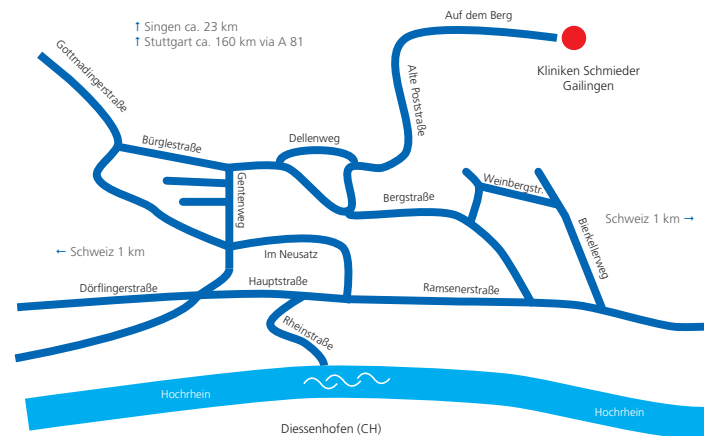 Auf dem Berg
↑ Singen ca. 23 km
↑ Stuttgart ca. 160 km via A 81
Kliniken Schmieder
Gailingen
Gottmadingerstraße
Alte Poststraße
Bürglestraße
Dellenweg
Gentenweg
Weinbergstr.
Bergstraße
Schweiz 1 km →
Bierkellerweg
← Schweiz 1 km
Im Neusatz
Dörflingerstraße
Hauptstraße
Ramsenerstraße
Rheinstraße
Hochrhein
Hochrhein
Diessenhofen (CH)